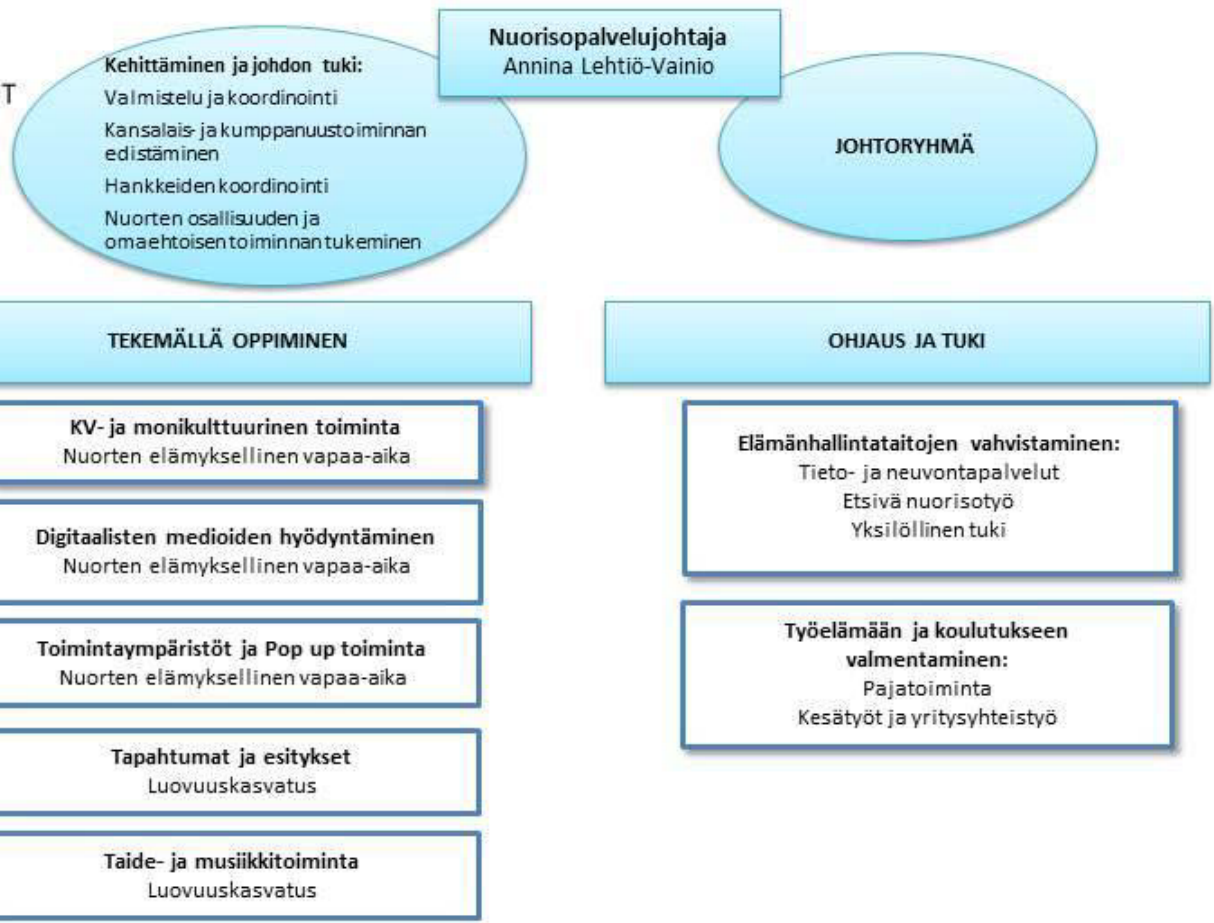 Nuorisopalvelujohtaja
Annina Lehtiö-Vainio
T
Kehittäminen ja johdon tuki:
Valmistelu ja koordinointi
Kansalais- ja kumppanuustoiminnan
edistäminen
Hankkeiden koordinointi
Nuorten osallisuuden ja
omaehtoisen toiminnan tukeminen
JOHTORYHMÄ
TEKEMÄLLÄ OPPIMINEN
KV- ja monikulttuurinen toiminta
Nuorten elämyksellinen vapaa-aika
Digitaalisten medioiden hyödyntäminen
Nuorten elämyksellinen vapaa-aika
Toimintaympäristöt ja Pop up toiminta
Nuorten elämyksellinen vapaa-aika
Tapahtumat ja esitykset
Luovuuskasvatus
Taide- ja musiikkitoiminta
Luovuuskasvatus
OHJAUS JA TUKI
Elämänhallintataitojen vahvistaminen:
Tieto- ja neuvontapalvelut
Etsivä nuorisotyö
Yksilöllinen tuki
Työelämään ja koulutukseen
valmentaminen:
Pajatoiminta
Kesätyöt ja yritysyhteistyö